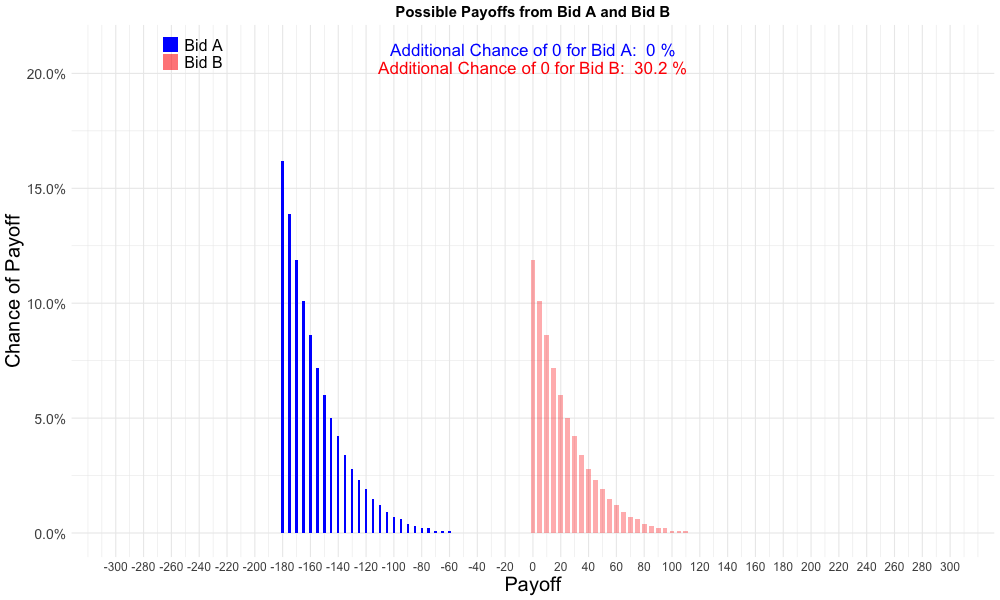 Possible Payoffs from Bid A and Bid B
Bid A
Bid B
Additional Chance of 0 for Bid A:  0 %
Additional Chance of 0 for Bid B:  30.2 %
Chance of Payoff
20.0%
15.0%
10.0%
5.0%
0.0%
-300 -280 -260 -240 -220 -200 -180 -160 -140 -120 -100 -80 -60 -40 -20 0 20 40 60 80 100 120 140 160 180 200 220 240 260 280 300
Payoff